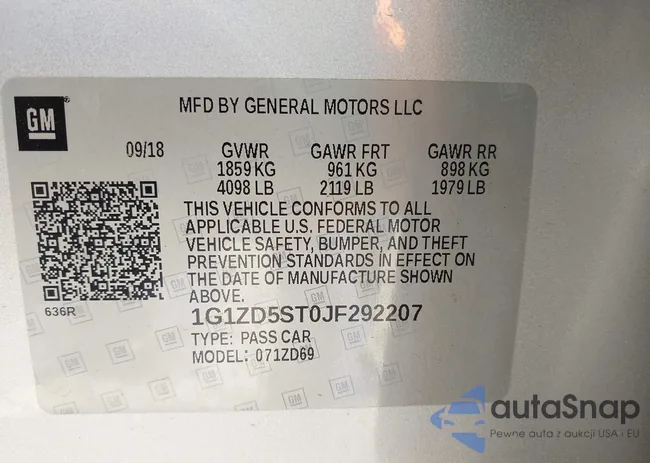 GM
MFD BY GENERAL MOTORS LLC
09/18 GVWR GAWR FRT GAWR RR
1859 KG 961 KG 898 KG
4098 LB 2119 LB 1979 LB
THIS VEHICLE CONFORMS TO ALL
APPLICABLE U.S. FEDERAL MOTOR
VEHICLE SAFETY, BUMPER, AND THEFT
PREVENTION STANDARDS IN EFFECT ON
THE DATE OF MANUFACTURE SHOWN
ABOVE.
636R
1G1ZD5ST0JF292207
TYPE: PASS CAR
MODEL: 071ZD69
autaSnap
Pewne auta z aukcji USA i EU